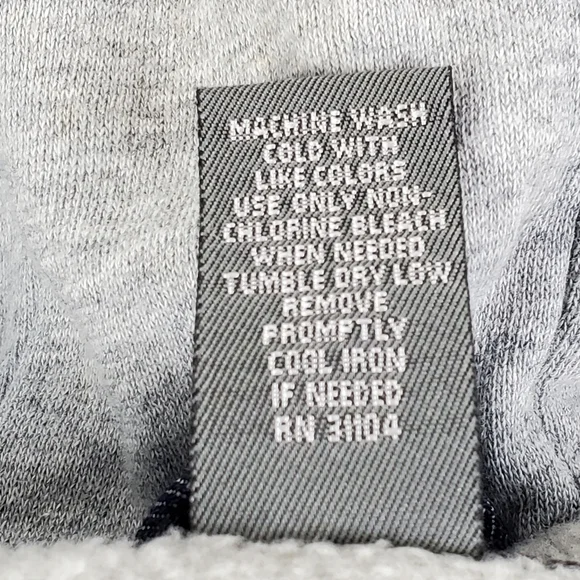 MACHINE WASH
COLD WITH
LIKE COLORS
USE ONLY NON-
CHLORINE BLEACH
WHEN NEEDED
TUMBLE DRY LOW
REMOVE
PROMPTLY
COOL IRON
IF NEEDED
RN 31104